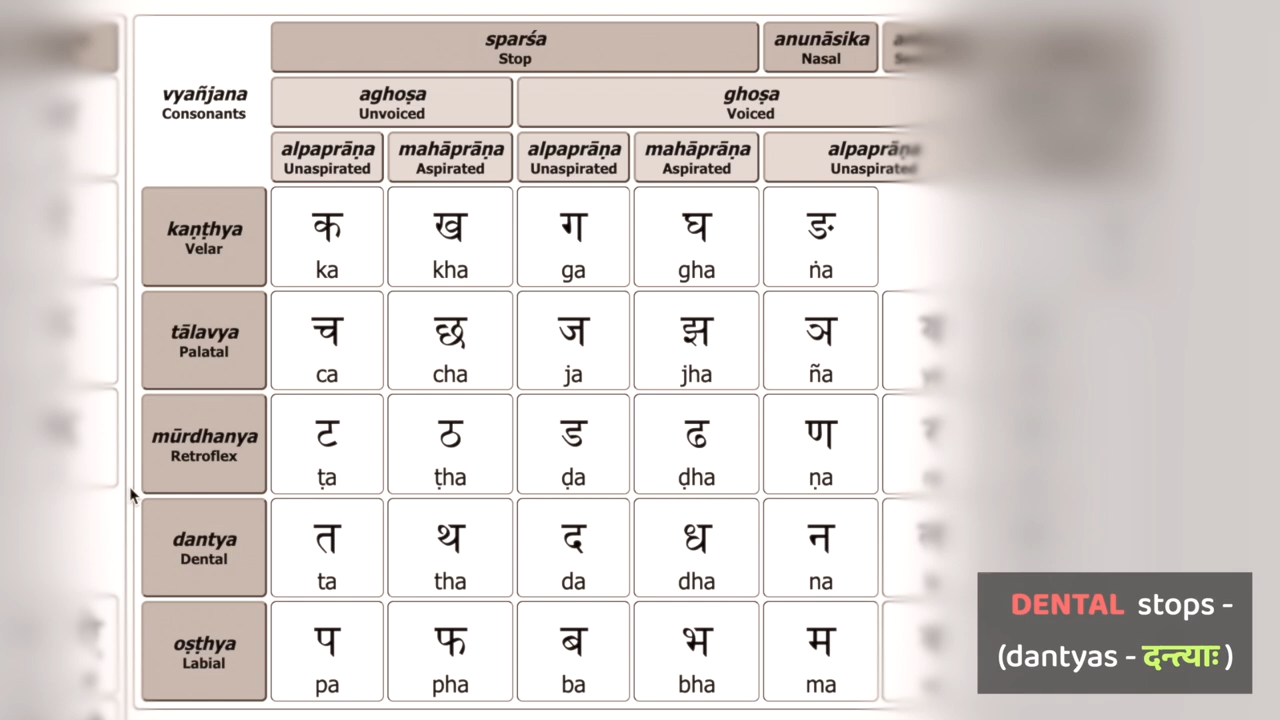 sparśa
Stop
anunāsika
Nasal
vyañjana
Consonants
aghoṣa
Unvoiced
ghoṣa
Voiced
alpaprāṇa
Unaspirated
mahāprāṇa
Aspirated
alpaprāṇa
Unaspirated
mahāprāṇa
Aspirated
alpaprāṇa
Unaspirated
kaṇṭhya
Velar
क ख ग घ ङ
ka kha ga gha ṅa
tālavya
Palatal
च छ ज झ ञ
ca cha ja jha ña
mūrdhanya
Retroflex
ट ठ ड ढ ण
ṭa ṭha ḍa ḍha ṇa
dantya
Dental
त थ द ध न
ta tha da dha na
oṣṭhya
Labial
प फ ब भ म
pa pha ba bha ma
DENTAL stops -
(dantyas - दन्त्याः)